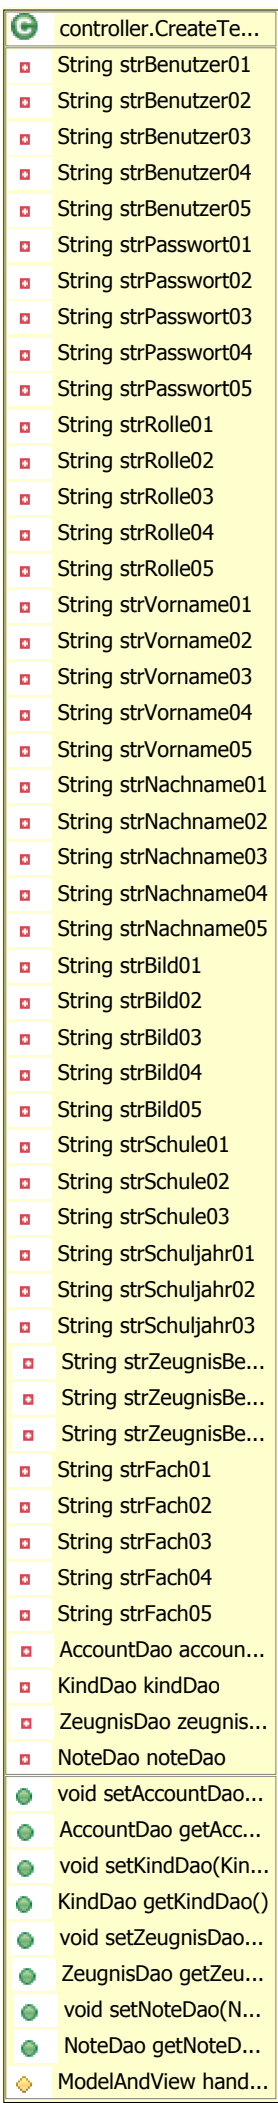 controller.CreateTe...
String strBenutzer01
String strBenutzer02
String strBenutzer03
String strBenutzer04
String strBenutzer05
String strPasswort01
String strPasswort02
String strPasswort03
String strPasswort04
String strPasswort05
String strRolle01
String strRolle02
String strRolle03
String strRolle04
String strRolle05
String strVorname01
String strVorname02
String strVorname03
String strVorname04
String strVorname05
String strNachname01
String strNachname02
String strNachname03
String strNachname04
String strNachname05
String strBild01
String strBild02
String strBild03
String strBild04
String strBild05
String strSchule01
String strSchule02
String strSchule03
String strSchuljahr01
String strSchuljahr02
String strSchuljahr03
String strZeugnisBe...
String strZeugnisBe...
String strZeugnisBe...
String strFach01
String strFach02
String strFach03
String strFach04
String strFach05
AccountDao accoun...
KindDao kindDao
ZeugnisDao zeugnis...
NoteDao noteDao
void setAccountDao...
AccountDao getAcc...
void setKindDao(Kin...
KindDao getKindDao()
void setZeugnisDao...
ZeugnisDao getZeu...
void setNoteDao(N...
NoteDao getNoteD...
ModelAndView hand...